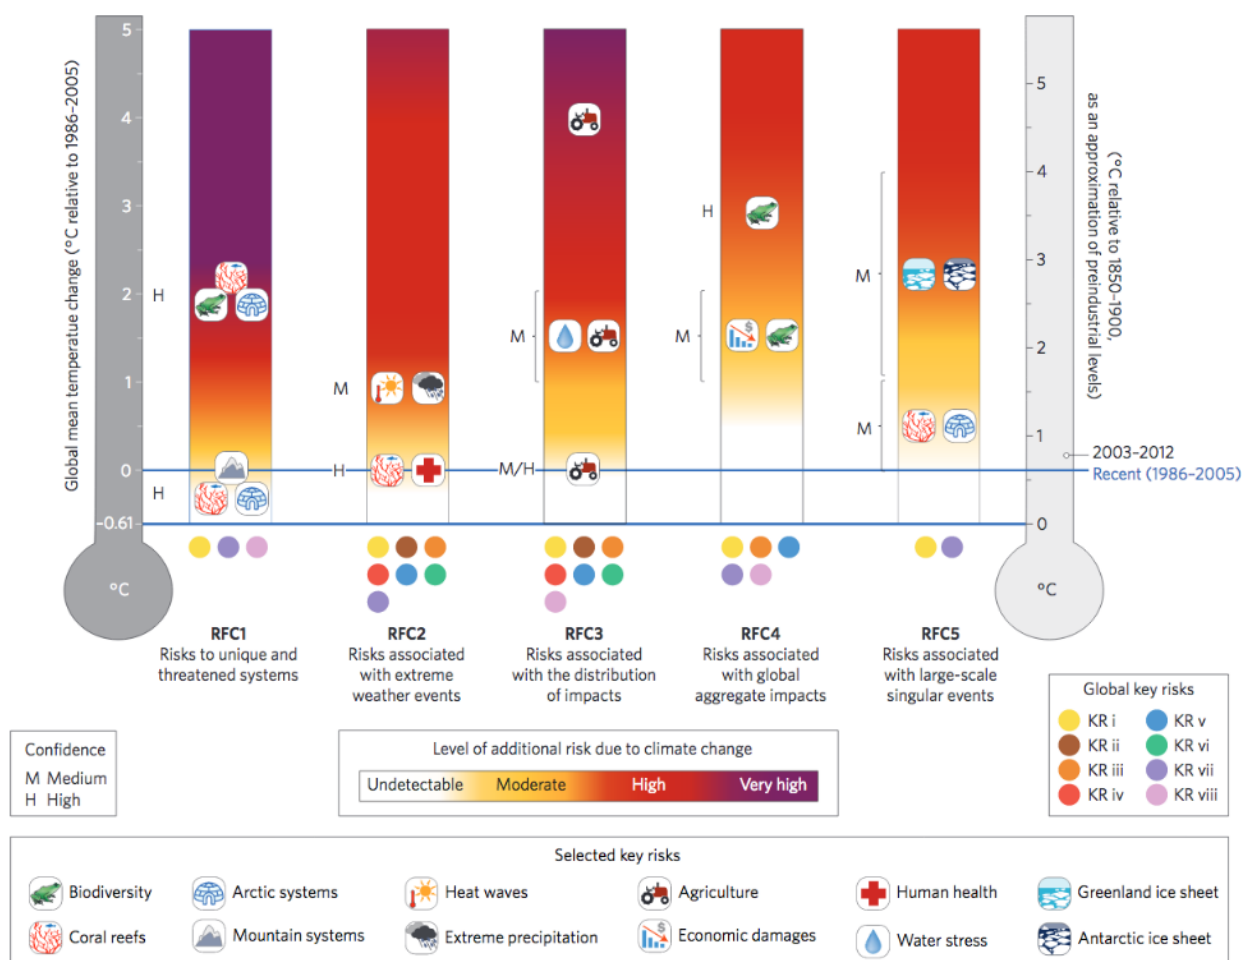 Global mean temperatue change (°C relative to 1986–2005)
5
4
3
2
1
0
–0.61
°C
H
H
M
H
M
M/H
H
M
M
M
(°C relative to 1850–1900,
as an approximation of preindustrial levels)
5
4
3
2
1
0
°C
2003–2012
Recent (1986–2005)
$
RFC1
Risks to unique and
threatened systems
RFC2
Risks associated
with extreme
weather events
RFC3
Risks associated
with the distribution
of impacts
RFC4
Risks associated
with global
aggregate impacts
RFC5
Risks associated
with large-scale
singular events
Global key risks
KR i
KR ii
KR iii
KR iv
KR v
KR vi
KR vii
KR viii
Confidence
M Medium
H High
Level of additional risk due to climate change
Undetectable Moderate High Very high
Selected key risks
Biodiversity Arctic systems Heat waves Agriculture Human health Greenland ice sheet
Coral reefs Mountain systems Extreme precipitation $ Economic damages Water stress Antarctic ice sheet